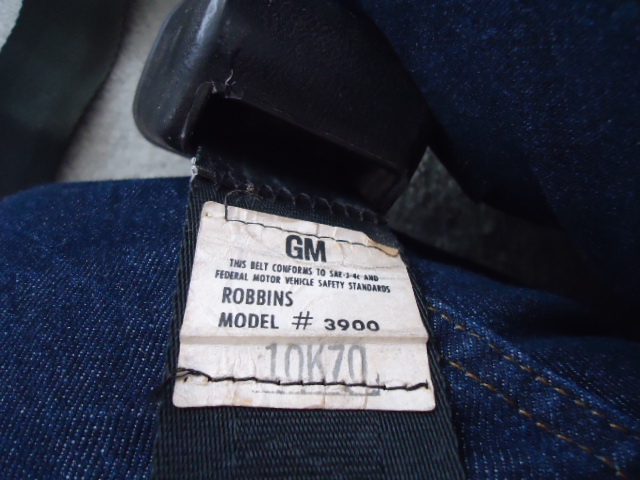 GM
THIS BELT CONFORMS TO SAE-J-4c AND
FEDERAL MOTOR VEHICLE SAFETY STANDARDS
ROBBINS
MODEL # 3900
10K70